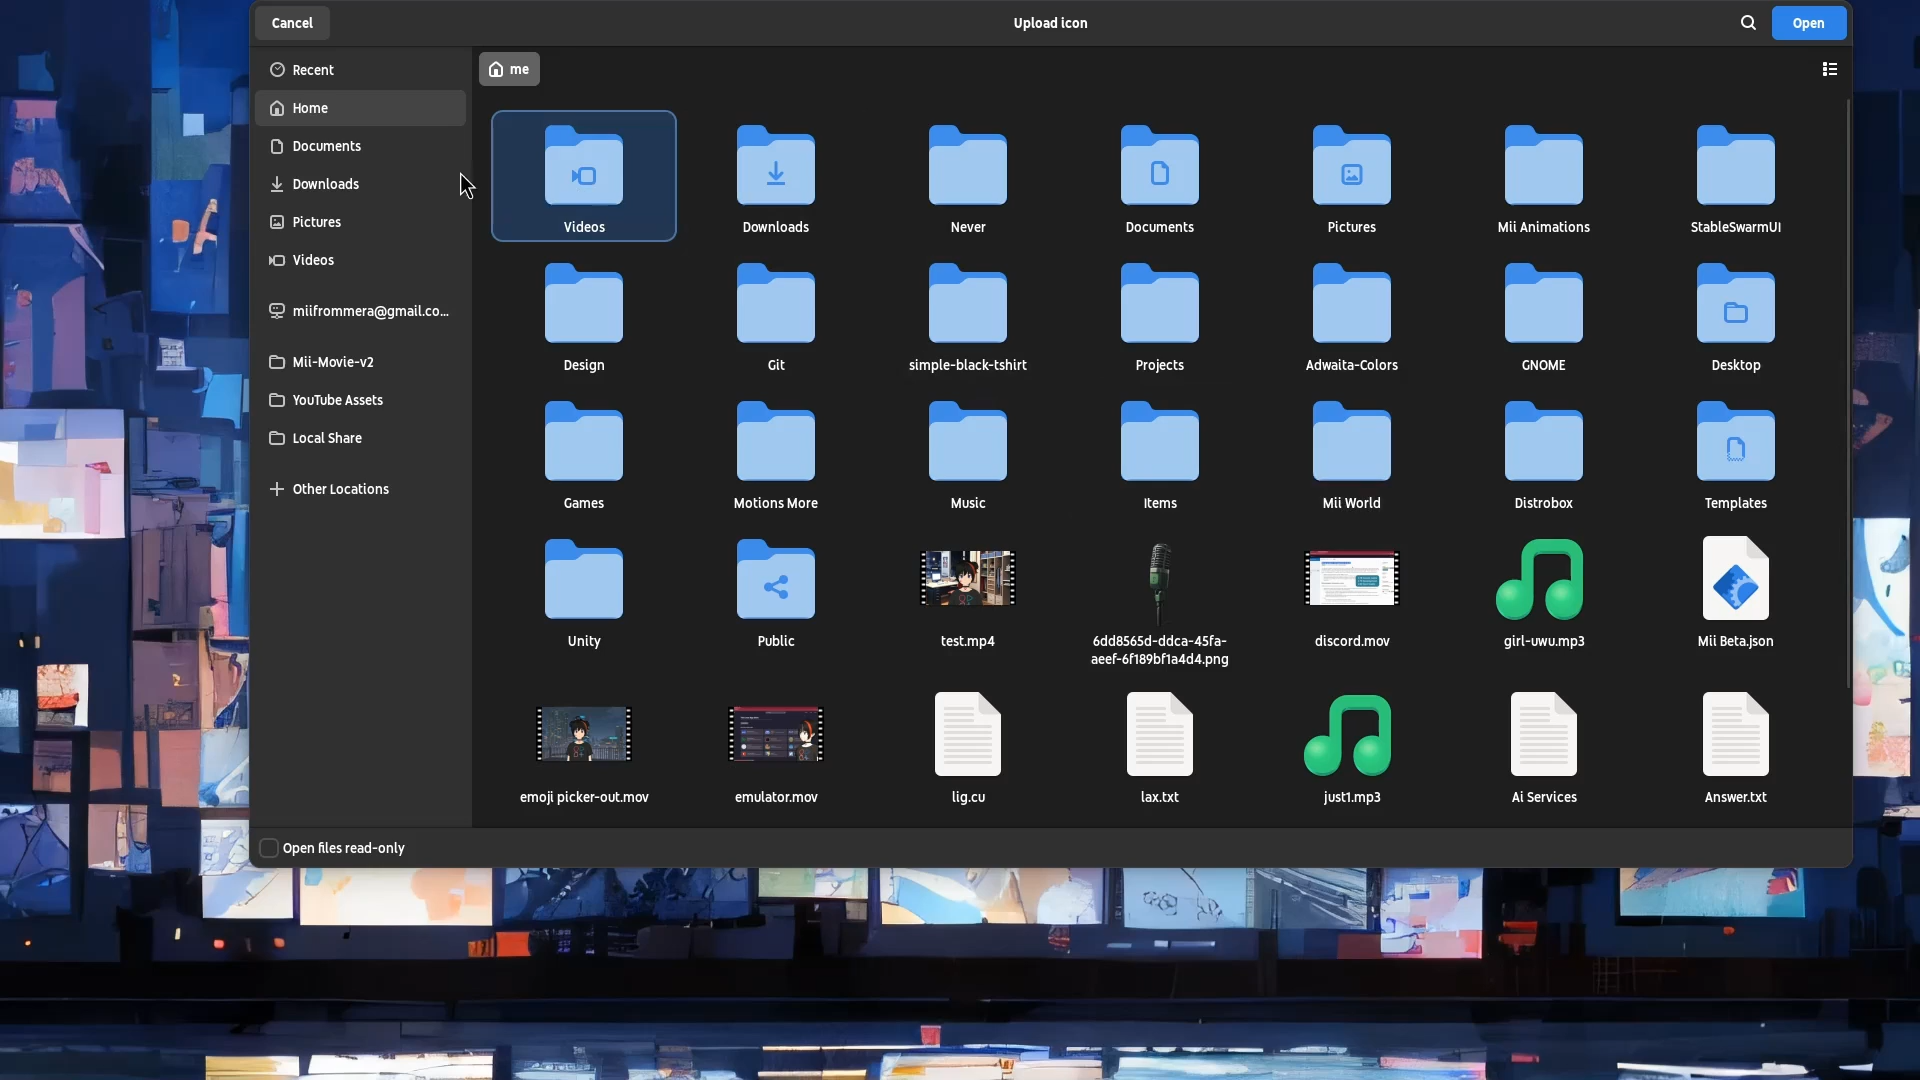 Cancel
Upload icon
Open
Recent
Home
Documents
Downloads
Pictures
Videos
miifrommera@gmail.co...
Mii-Movie-v2
YouTube Assets
Local Share
Other Locations
me
Videos
Downloads
Never
Documents
Pictures
Mii Animations
StableSwarmUI
Design
Git
simple-black-tshirt
Projects
Adwaita-Colors
GNOME
Desktop
Games
Motions More
Music
Items
Mii World
Distrobox
Templates
Unity
Public
test.mp4
6dd8565d-ddca-45fa-
aeef-6f189bf1a4d4.png
discord.mov
girl-uwu.mp3
Mii Beta.json
emoji picker-out.mov
emulator.mov
lig.cu
lax.txt
just1.mp3
Ai Services
Answer.txt
Open files read-only